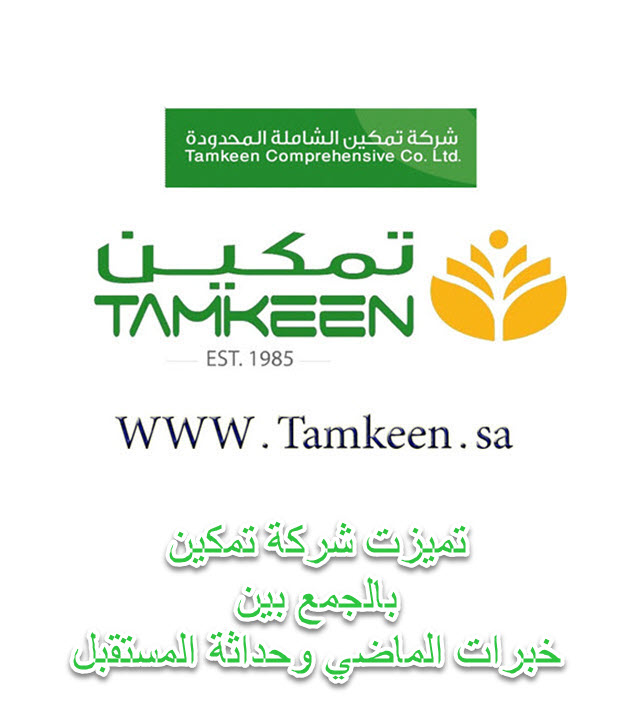 شركة تمكين الشاملة المحدودة
Tamkeen Comprehensive Co. Ltd.
تمكين
TAMKEEN
EST. 1985
WWW.Tamkeen.sa
تميزت شركة تمكين
بالجمع بين
خبرات الماضي وحداثة المستقبل